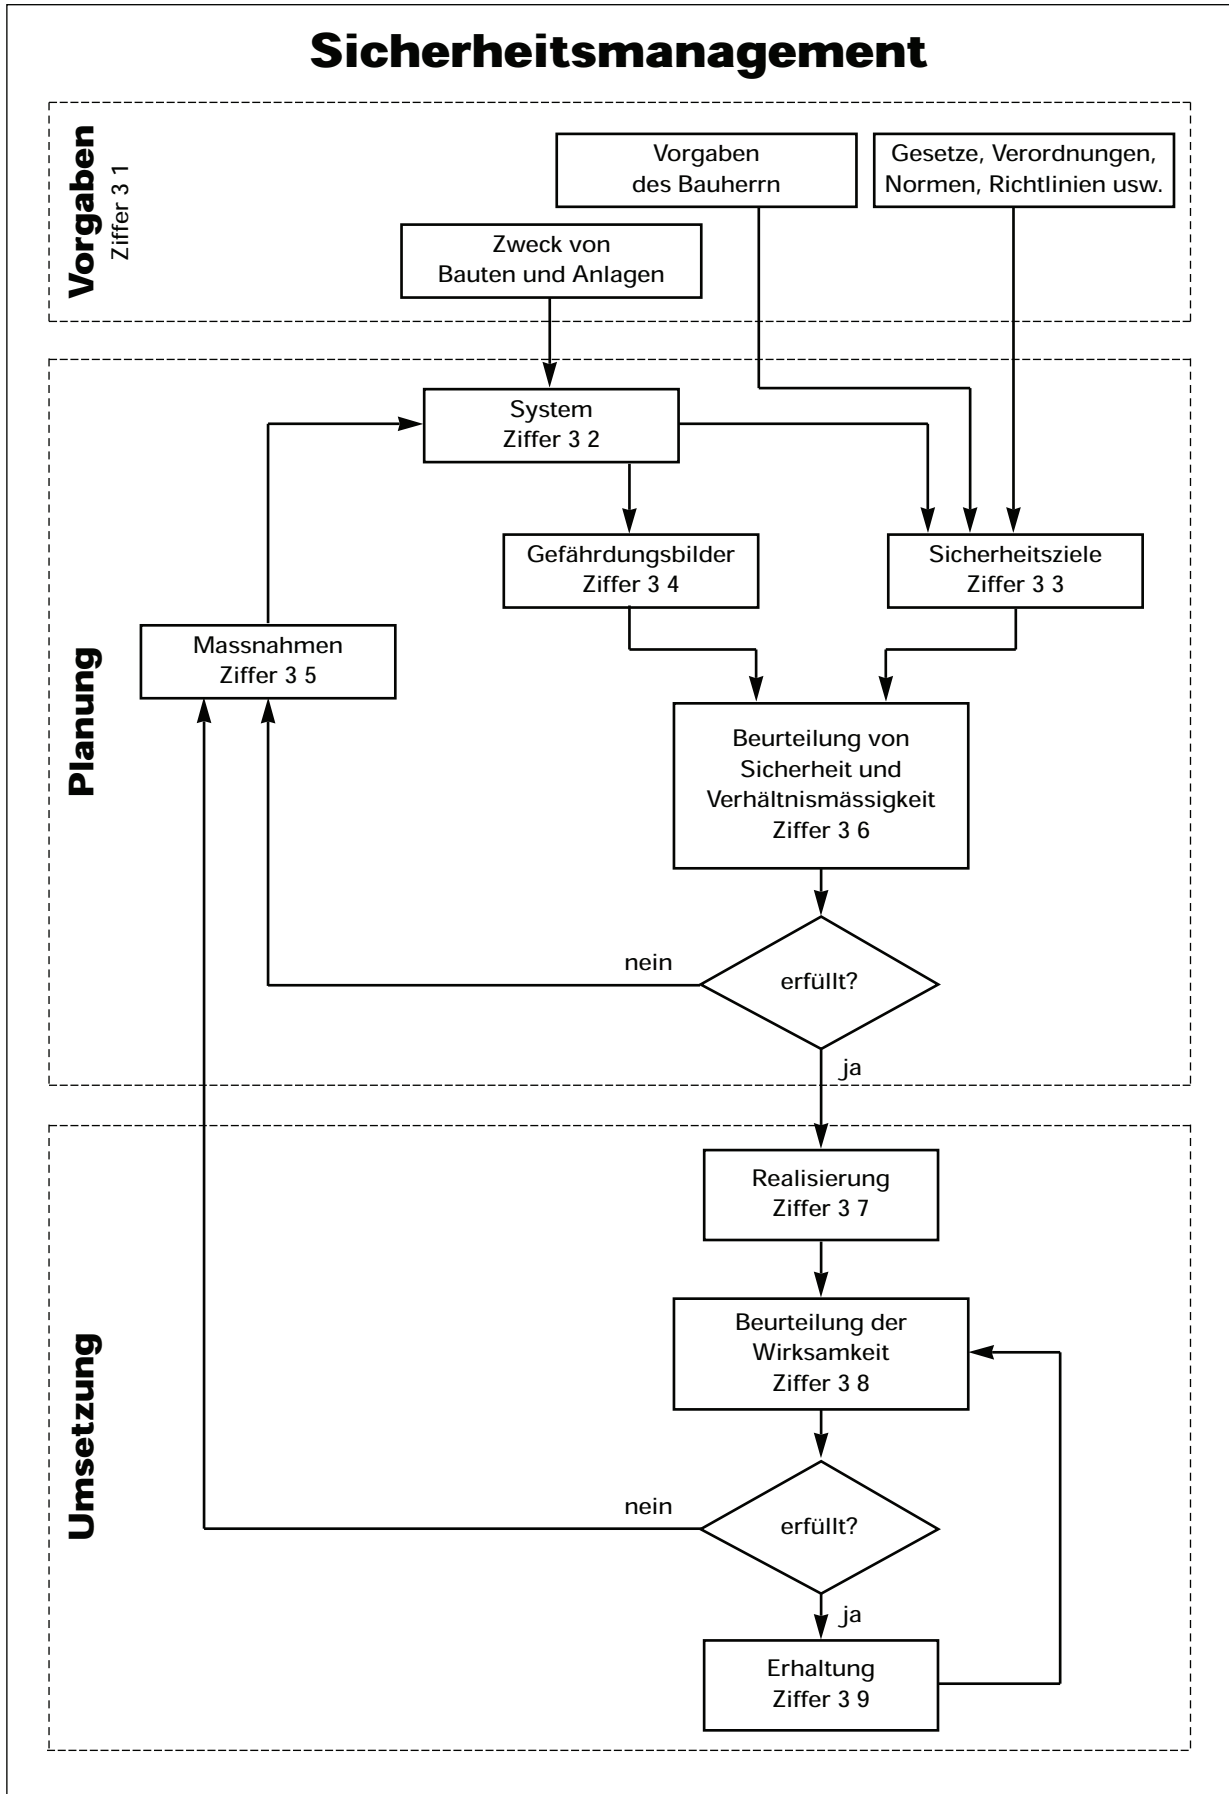 Sicherheitsmanagement
Vorgaben
Ziffer 3 1
Vorgaben
des Bauherrn
Gesetze, Verordnungen,
Normen, Richtlinien usw.
Zweck von
Bauten und Anlagen
Planung
System
Ziffer 3 2
Gefährdungsbilder
Ziffer 3 4
Sicherheitsziele
Ziffer 3 3
Massnahmen
Ziffer 3 5
Beurteilung von
Sicherheit und
Verhältnismässigkeit
Ziffer 3 6
nein
erfüllt?
ja
Umsetzung
Realisierung
Ziffer 3 7
Beurteilung der
Wirksamkeit
Ziffer 3 8
nein
erfüllt?
ja
Erhaltung
Ziffer 3 9